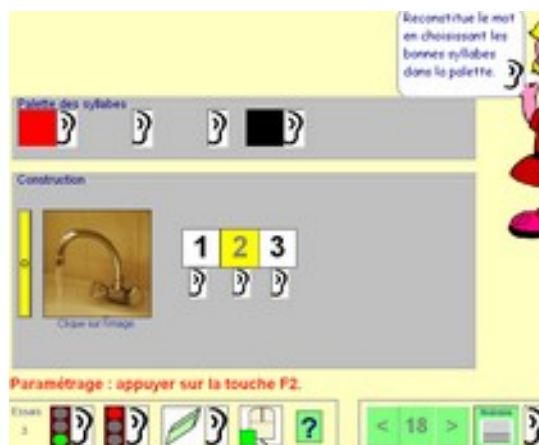 Reconstitue le mot
en choisissant les
bonnes syllabes
dans la palette.
Palette des syllabes
Construction
1 2 3
Clique sur l'image
Paramétrage : appuyer sur la touche F2.
Essais
3
?
< 18 >